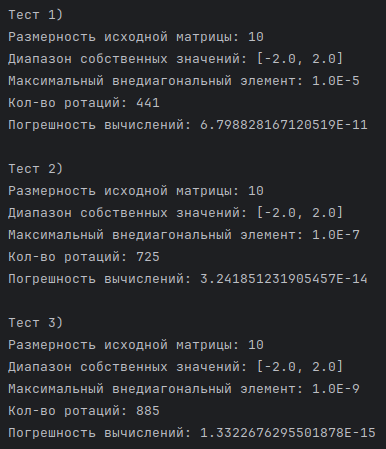 Тест 1)
Размерность исходной матрицы: 10
Диапазон собственных значений: [-2.0, 2.0]
Максимальный внедиагональный элемент: 1.0E-5
Кол-во ротаций: 441
Погрешность вычислений: 6.798828167120519E-11
Тест 2)
Размерность исходной матрицы: 10
Диапазон собственных значений: [-2.0, 2.0]
Максимальный внедиагональный элемент: 1.0E-7
Кол-во ротаций: 725
Погрешность вычислений: 3.241851231905457E-14
Тест 3)
Размерность исходной матрицы: 10
Диапазон собственных значений: [-2.0, 2.0]
Максимальный внедиагональный элемент: 1.0E-9
Кол-во ротаций: 885
Погрешность вычислений: 1.3322676295501878E-15